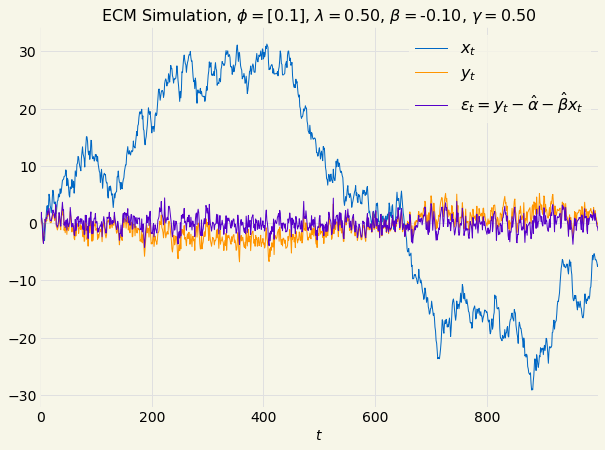 ECM Simulation, ϕ = [0.1], λ = 0.50, β = -0.10, γ = 0.50
x_t
y_t
ε_t = y_t − α̂ − β̂x_t
30
20
10
0
−10
−20
−30
0 200 400 600 800
t